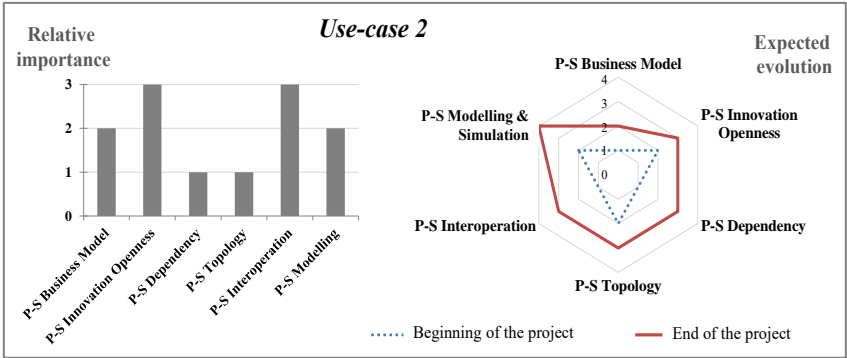 Use-case 2
Relative
importance
3
2
1
0
P-S Business Model
P-S Innovation Openness
P-S Dependency
P-S Topology
P-S Interoperation
P-S Modelling
Expected
evolution
P-S Business Model
P-S Innovation
Openness
P-S Dependency
P-S Topology
P-S Interoperation
P-S Modelling &
Simulation
4
3
2
1
0
Beginning of the project
End of the project